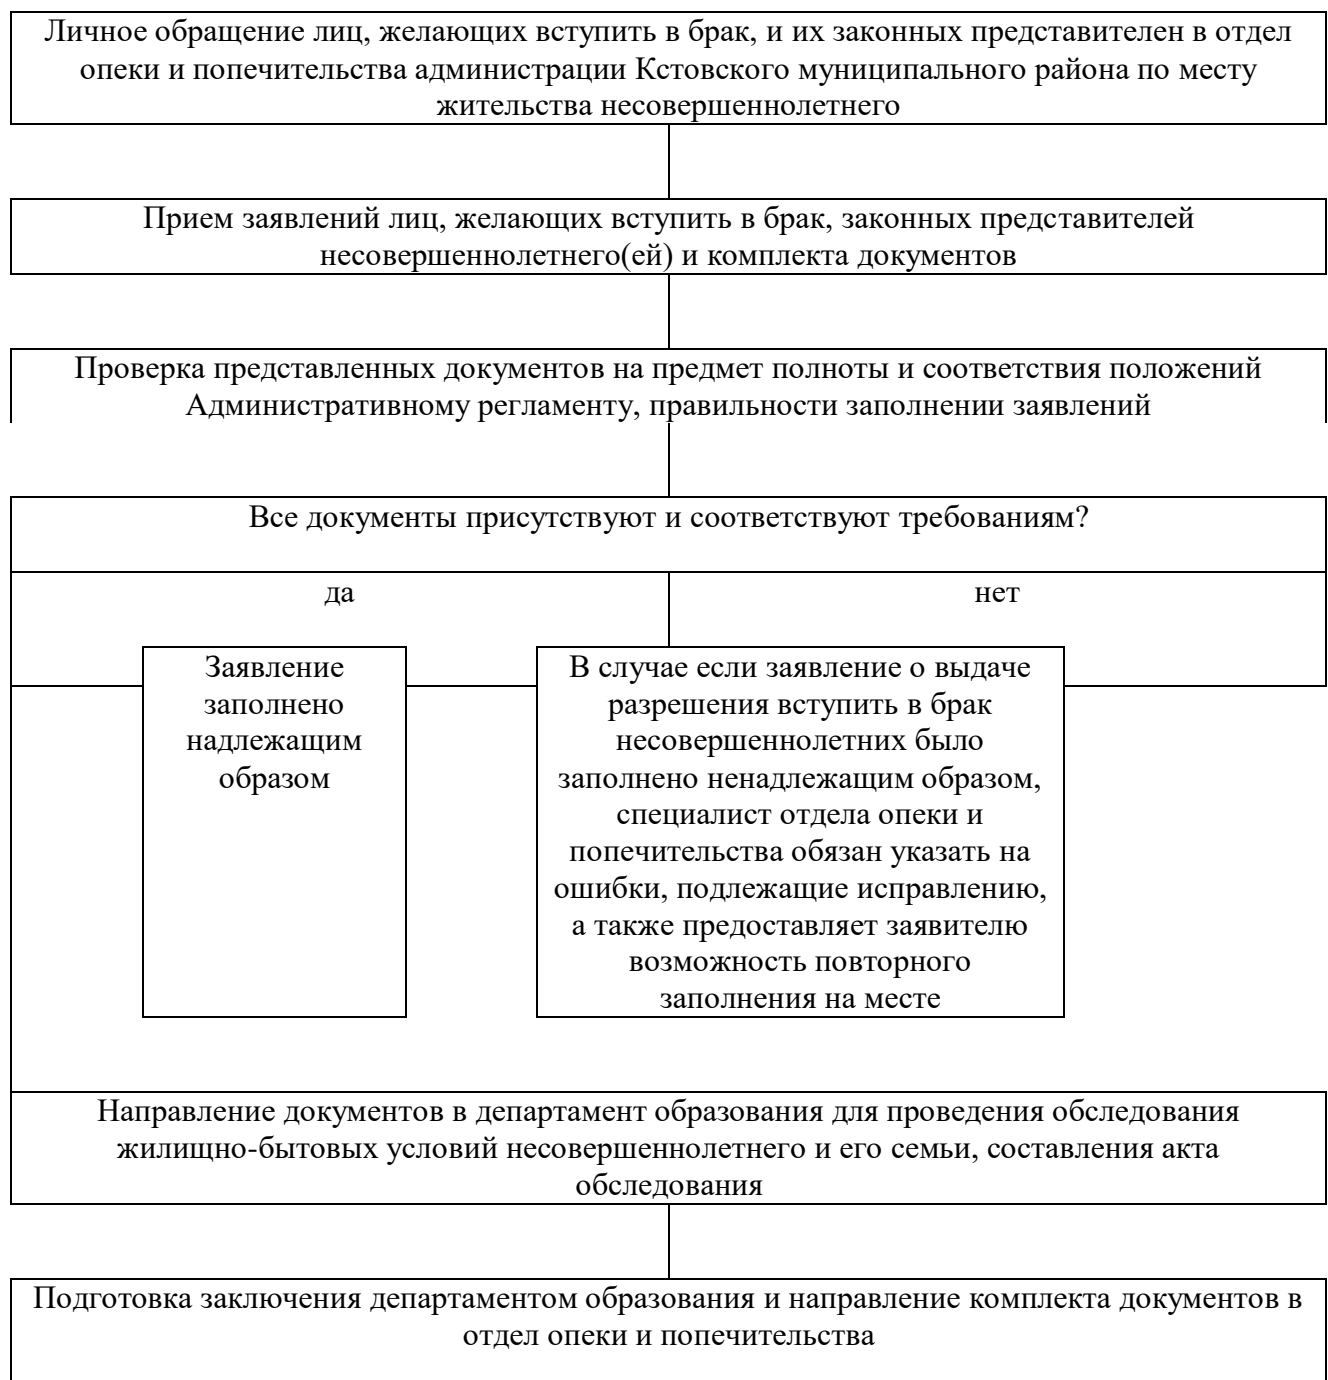 Личное обращение лиц, желающих вступить в брак, и их законных представителен в отдел
опеки и попечительства администрации Кстовского муниципального района по месту
жительства несовершеннолетнего
Прием заявлений лиц, желающих вступить в брак, законных представителей
несовершеннолетнего(ей) и комплекта документов
Проверка представленных документов на предмет полноты и соответствия положений
Административному регламенту, правильности заполнении заявлений
Все документы присутствуют и соответствуют требованиям?
да
нет
Заявление
заполнено
надлежащим
образом
В случае если заявление о выдаче
разрешения вступить в брак
несовершеннолетних было
заполнено ненадлежащим образом,
специалист отдела опеки и
попечительства обязан указать на
ошибки, подлежащие исправлению,
а также предоставляет заявителю
возможность повторного
заполнения на месте
Направление документов в департамент образования для проведения обследования
жилищно-бытовых условий несовершеннолетнего и его семьи, составления акта
обследования
Подготовка заключения департаментом образования и направление комплекта документов в
отдел опеки и попечительства